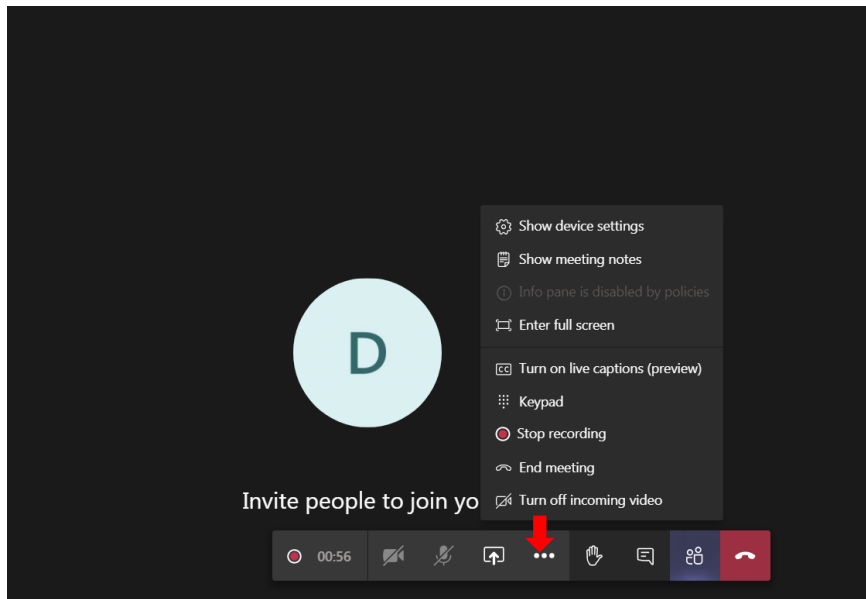 Show device settings
Show meeting notes
Info pane is disabled by policies
Enter full screen
D
CC Turn on live captions (preview)
Keypad
Stop recording
End meeting
Invite people to join yo
Turn off incoming video
00:56